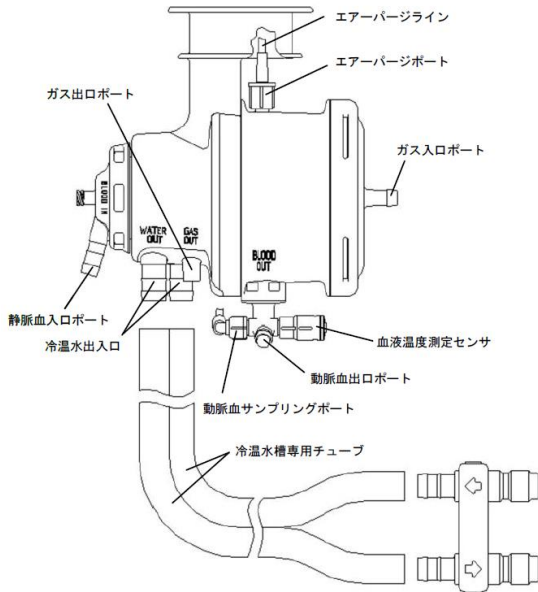 エアーパージライン
エアーパージポート
ガス出口ポート
ガス入口ポート
BLOOD IN
WATER OUT
GAS OUT
BLOOD OUT
静脈血入口ポート
冷温水出入口
血液温度測定センサ
動脈血出口ポート
動脈血サンプリングポート
冷温水槽専用チューブ